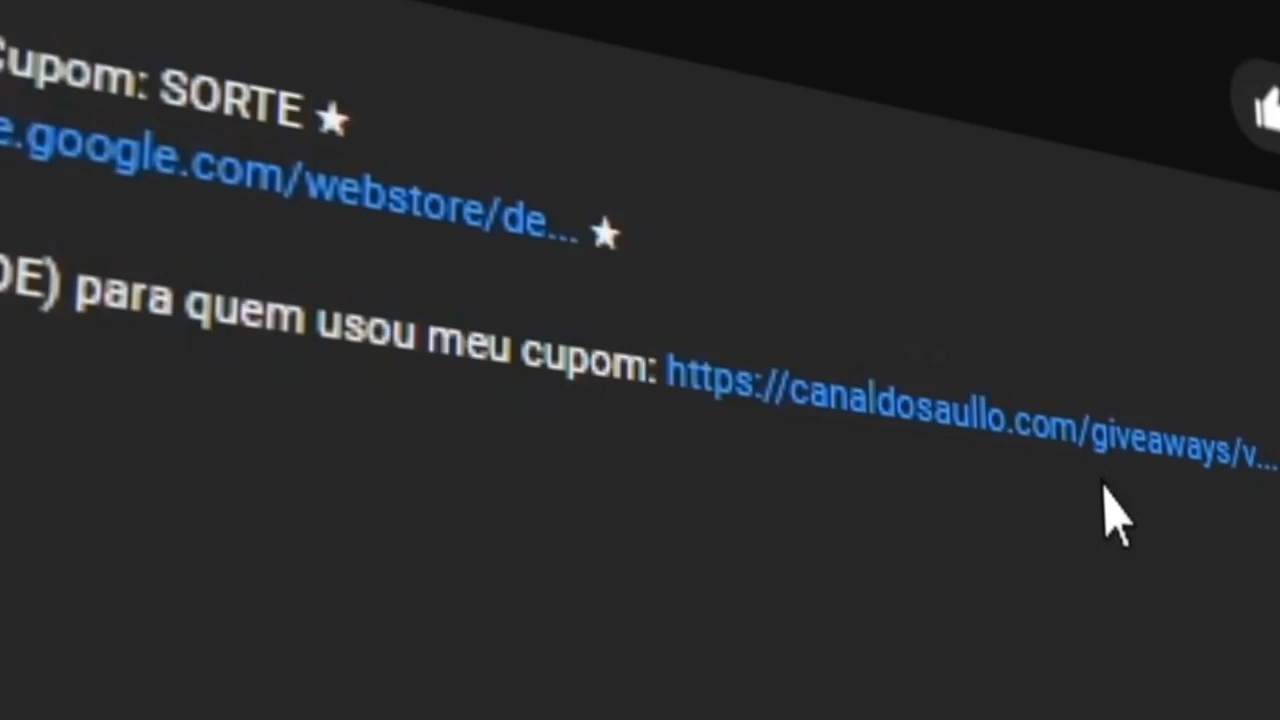 Cupom: SORTE ★
e.google.com/webstore/de... ★
DE) para quem usou meu cupom: https://canaldosaullo.com/giveaways/v...